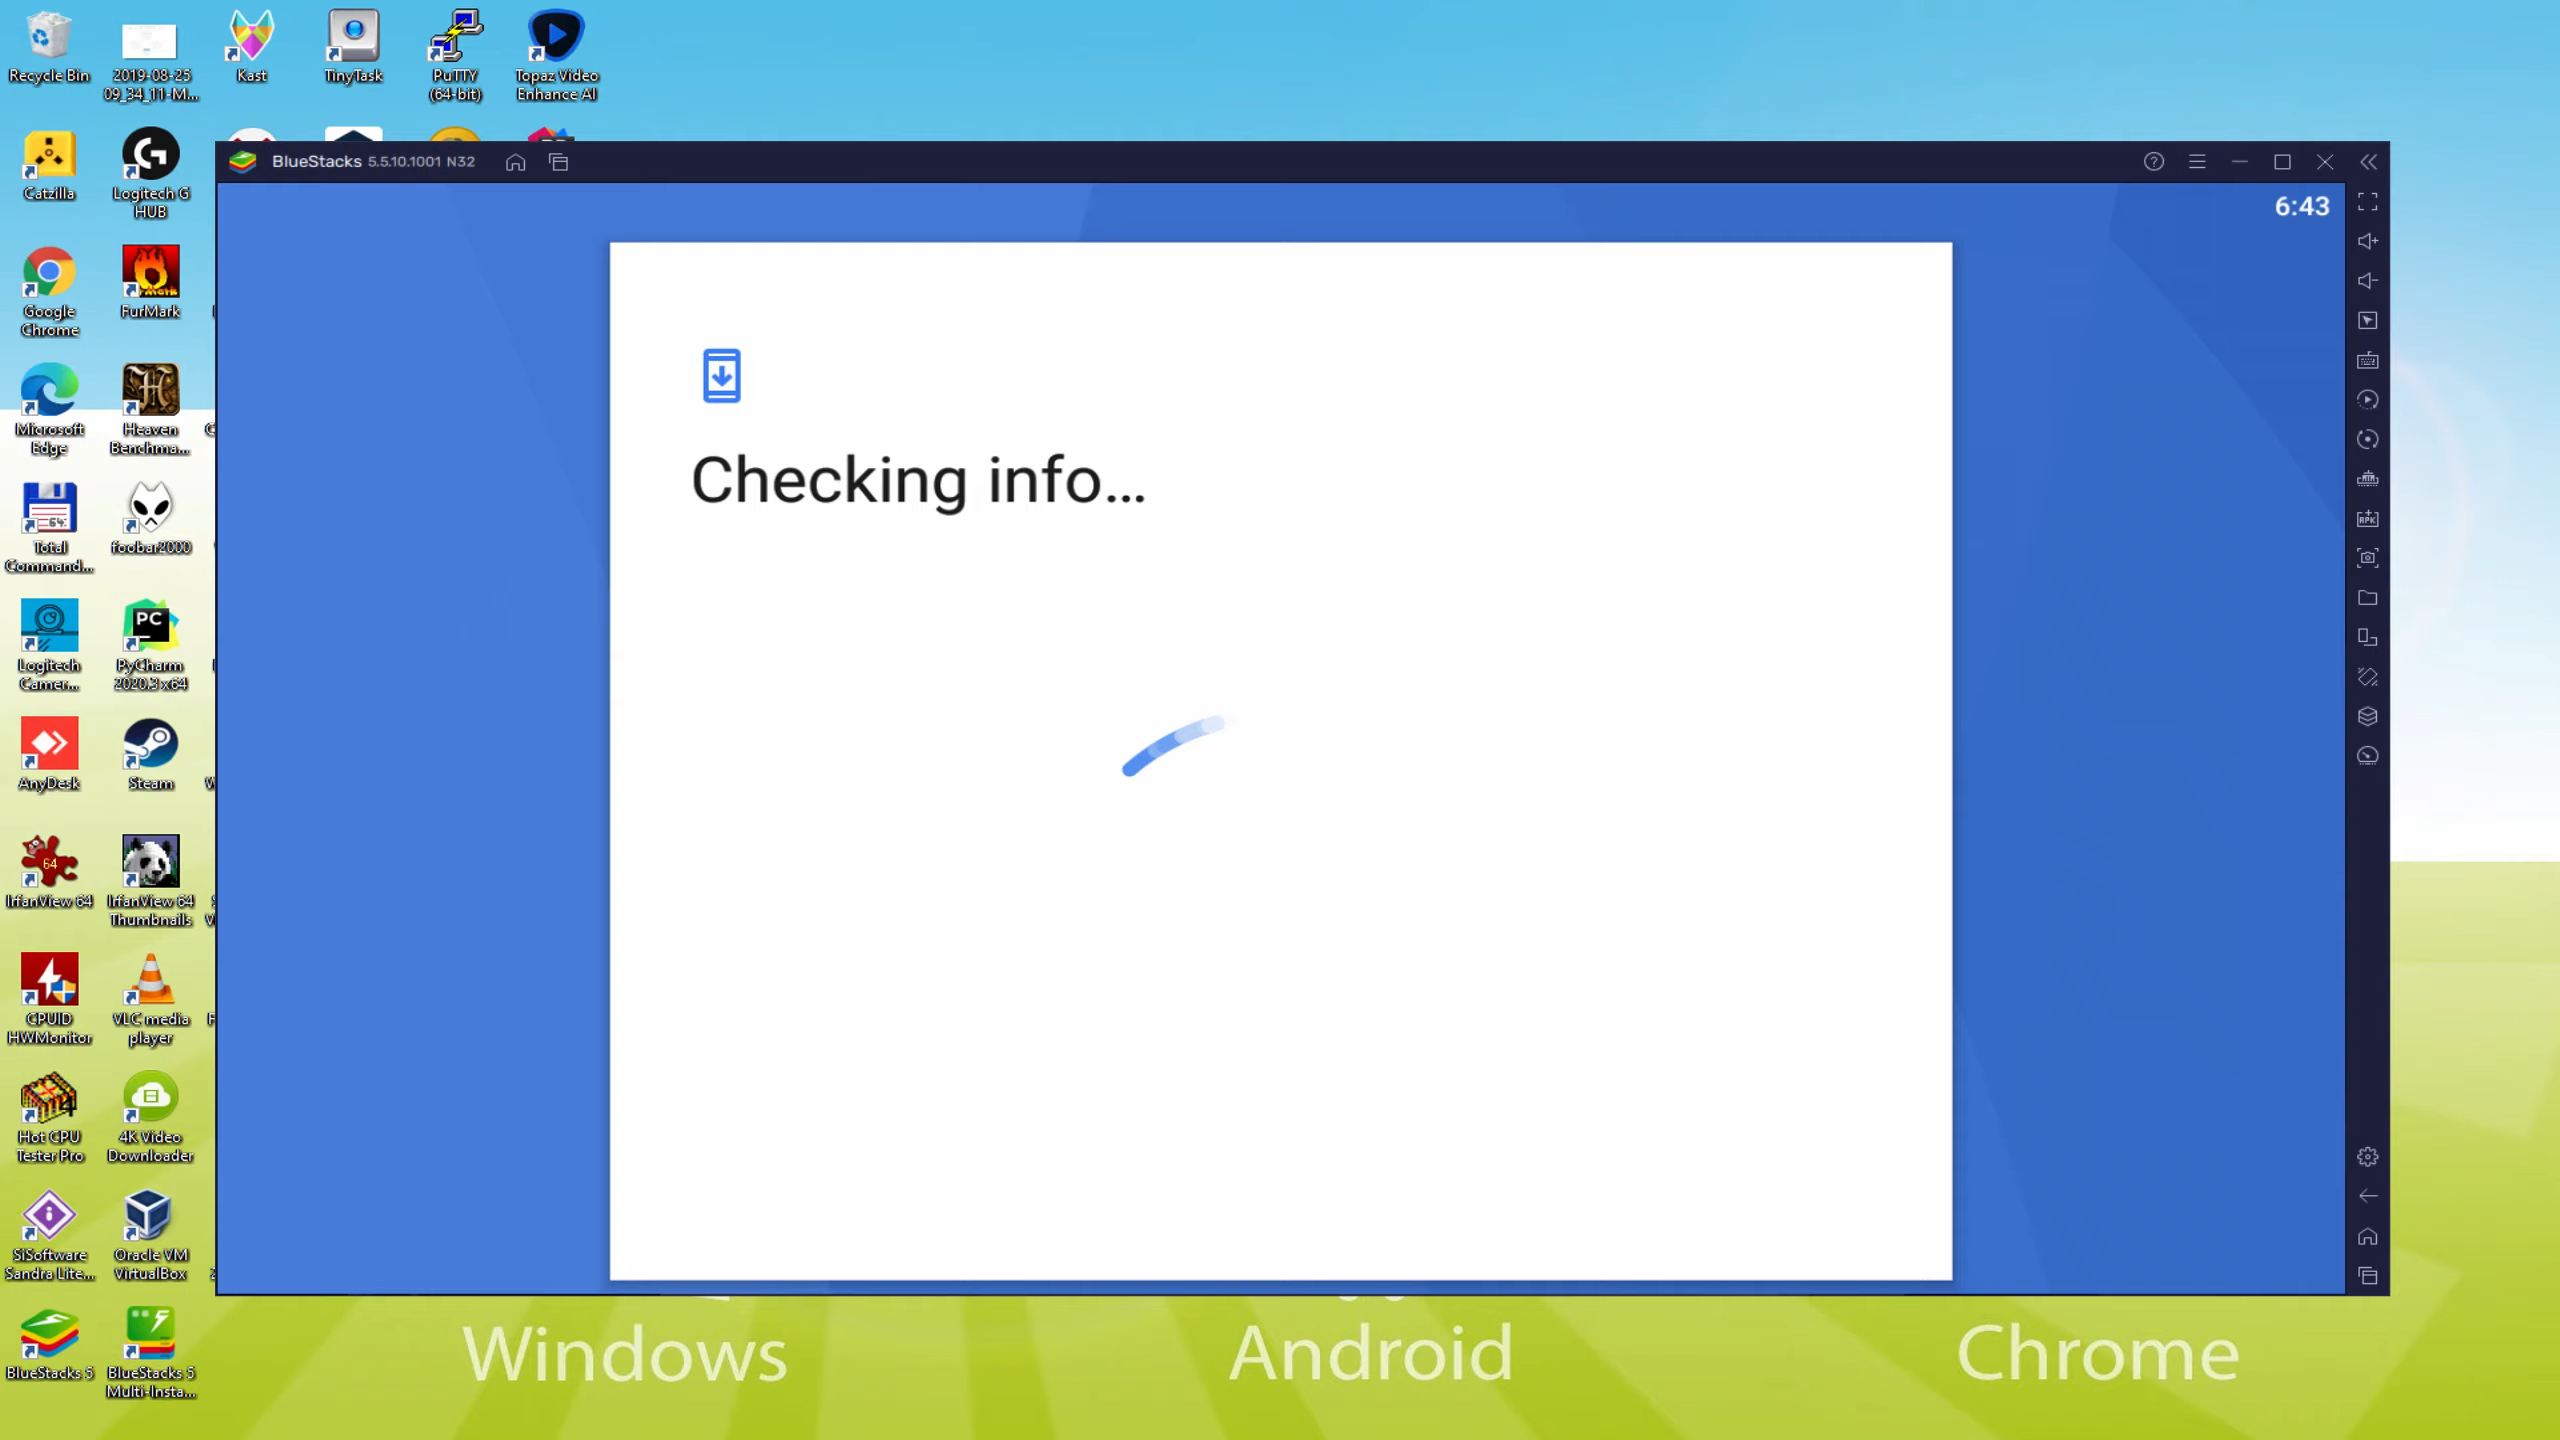 Recycle Bin
2019-08-25
09_34_11-M...
Kast
TinyTask
PuTTY
(64-bit)
Topaz Video
Enhance AI
BlueStacks 5.5.10.1001 N32
6:43
Checking info...
Catzilla
Logitech G
HUB
Google
Chrome
FurMark
Microsoft
Edge
Heaven
Benchma...
Total
Command...
foobar2000
Logitech
Camer...
PyCharm
2020.3 x64
AnyDesk
Steam
IrfanView 64
IrfanView 64
Thumbnails
CPUID
HWMonitor
VLC media
player
Hot CPU
Tester Pro
4K Video
Downloader
SiSoftware
Sandra Lite...
Oracle VM
VirtualBox
BlueStacks 5
BlueStacks 5
Multi-Insta...
Windows
Android
Chrome